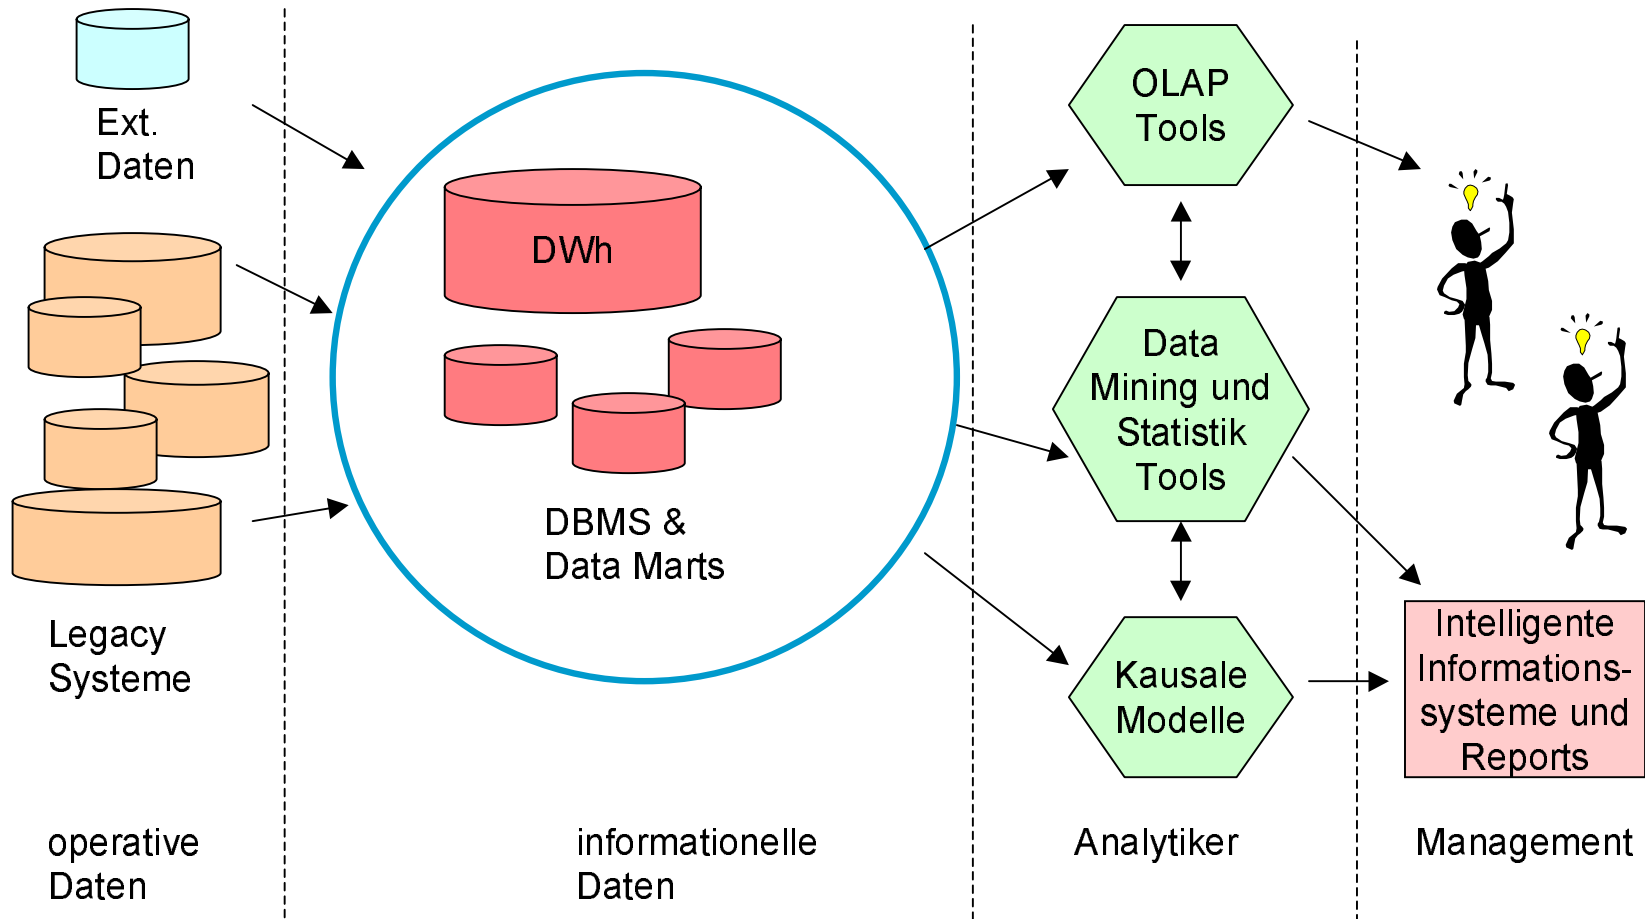 Ext.
Daten
Legacy
Systeme
operative
Daten
DWh
DBMS &
Data Marts
informationelle
Daten
OLAP
Tools
Data
Mining und
Statistik
Tools
Kausale
Modelle
Analytiker
Intelligente
Informations-
systeme und
Reports
Management